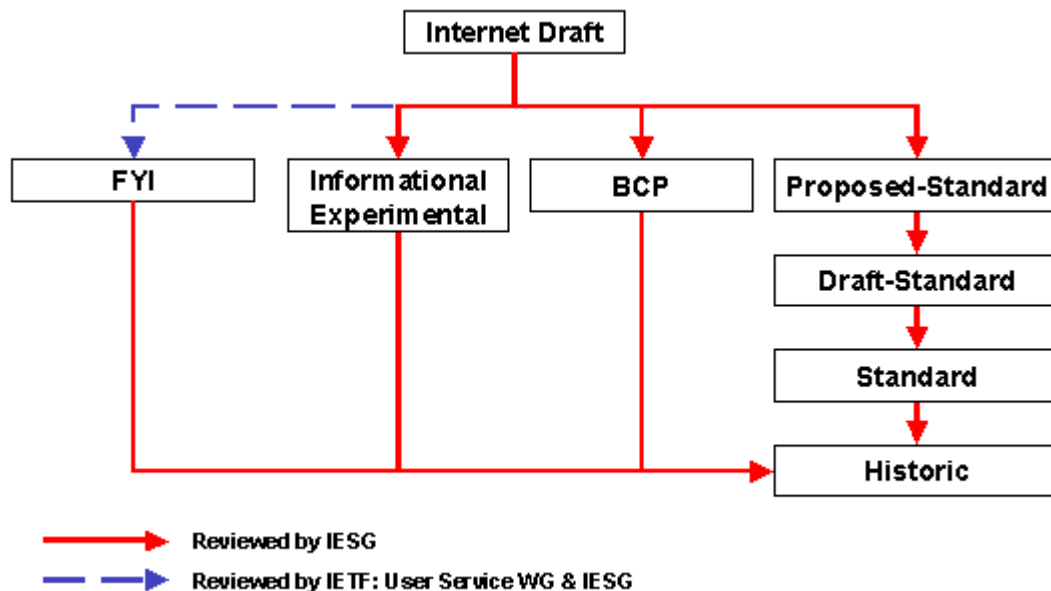 Internet Draft
FYI
Informational
Experimental
BCP
Proposed-Standard
Draft-Standard
Standard
Historic
Reviewed by IESG
Reviewed by IETF: User Service WG & IESG